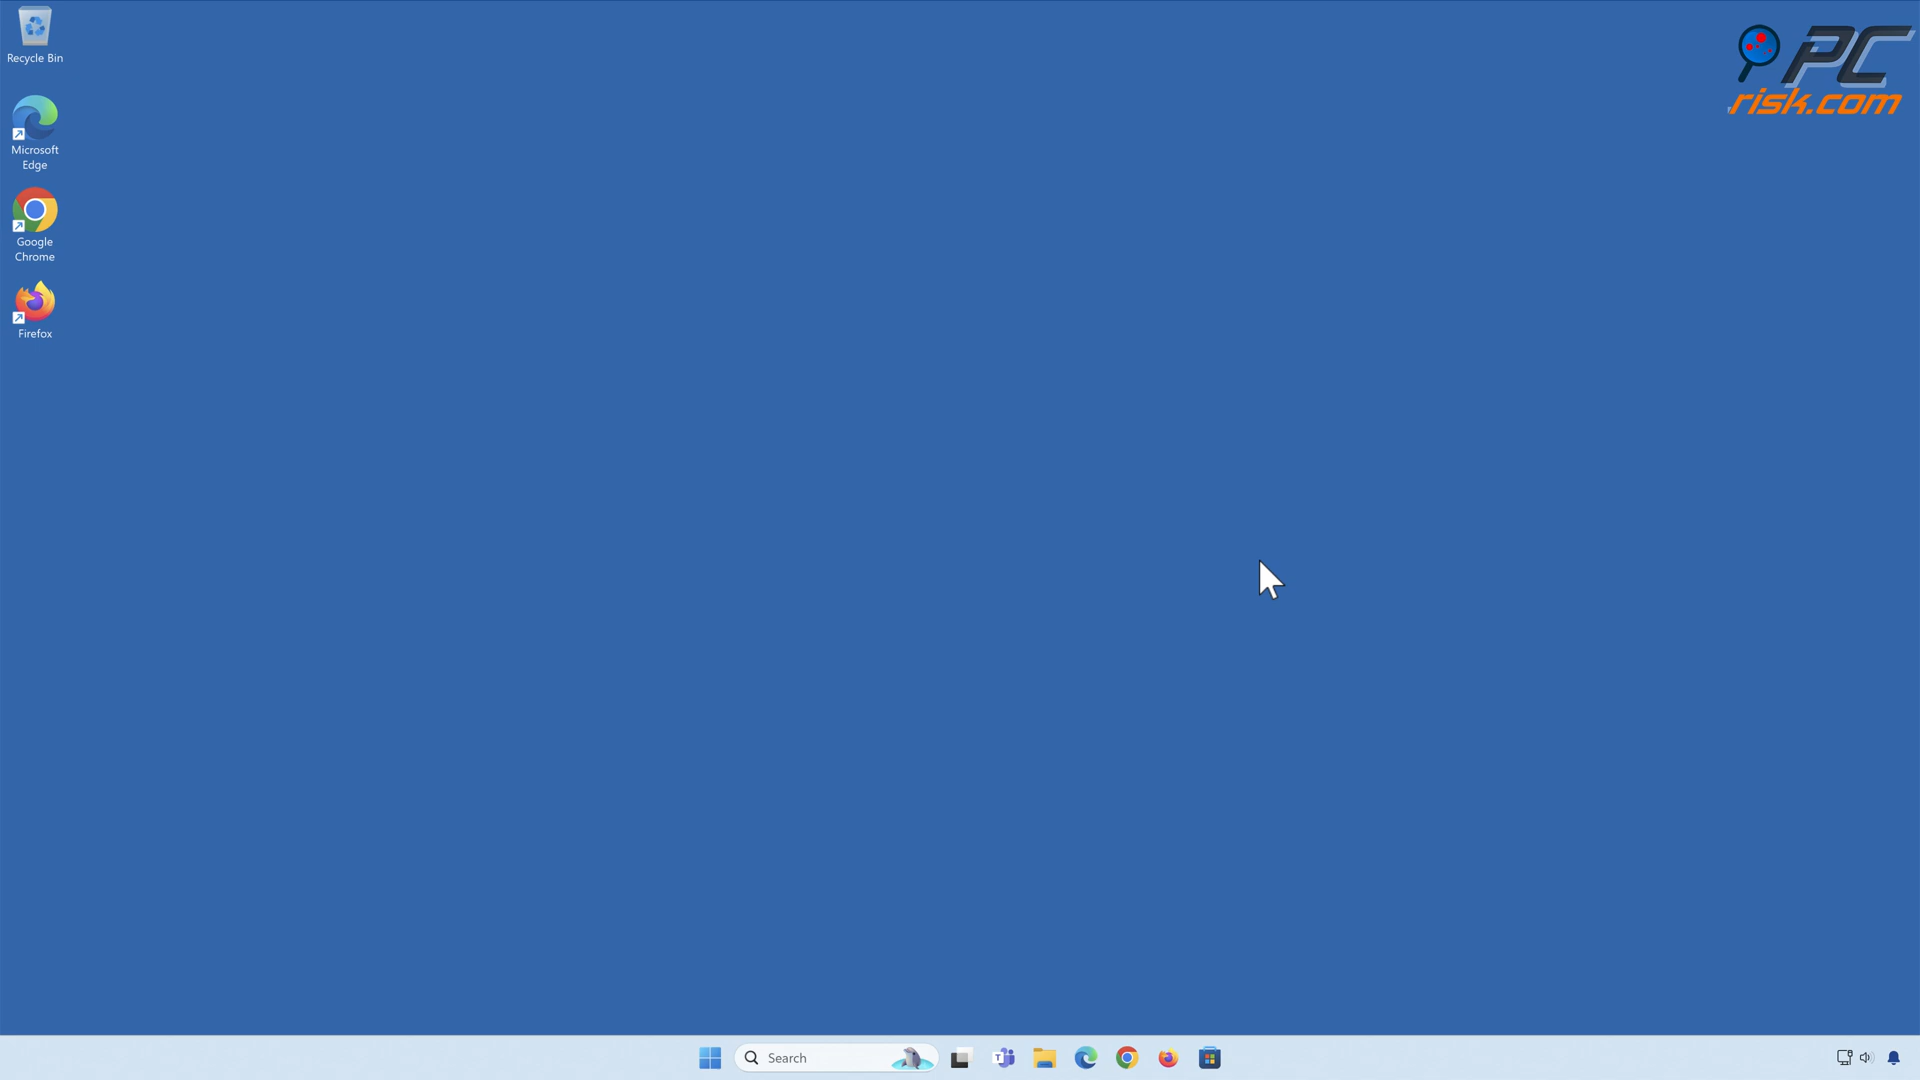 Recycle Bin
PC
risk.com
Microsoft
Edge
Google
Chrome
Firefox
Search